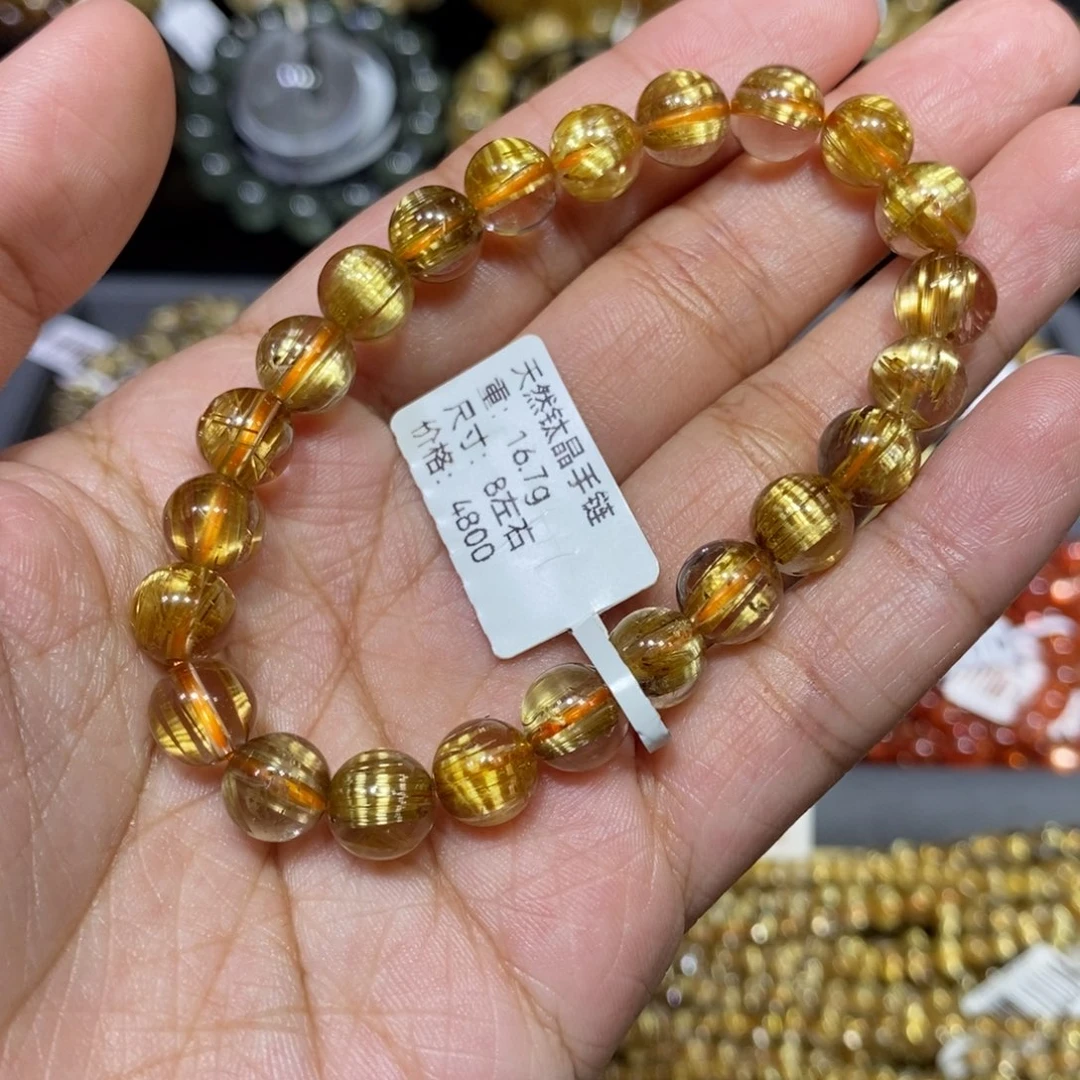 天然钛晶手链
重: 16.7g
尺寸: 8左右
价格: 4800